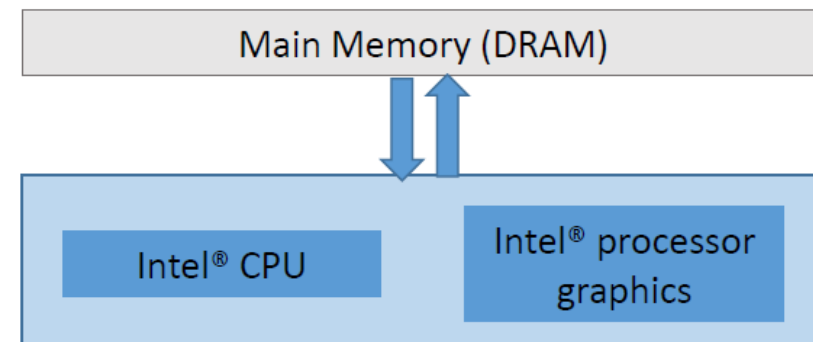 Main Memory (DRAM)
Intel® CPU
Intel® processor
graphics